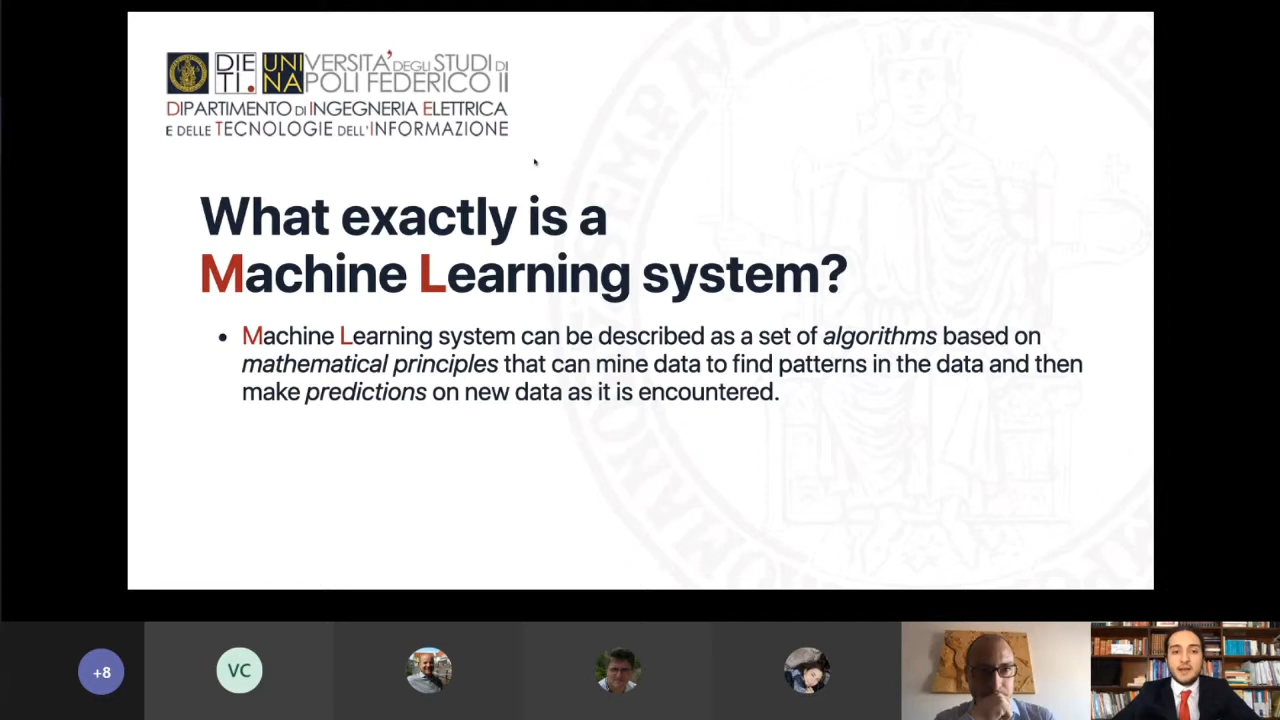 DIE
TI.
UNIVERSITA' DEGLI STUDI DI
NAPOLI FEDERICO II
DIPARTIMENTO DI INGEGNERIA ELETTRICA
E DELLE TECNOLOGIE DELL'INFORMAZIONE
What exactly is a
Machine Learning system?
• Machine Learning system can be described as a set of algorithms based on
mathematical principles that can mine data to find patterns in the data and then
make predictions on new data as it is encountered.
+8
VC